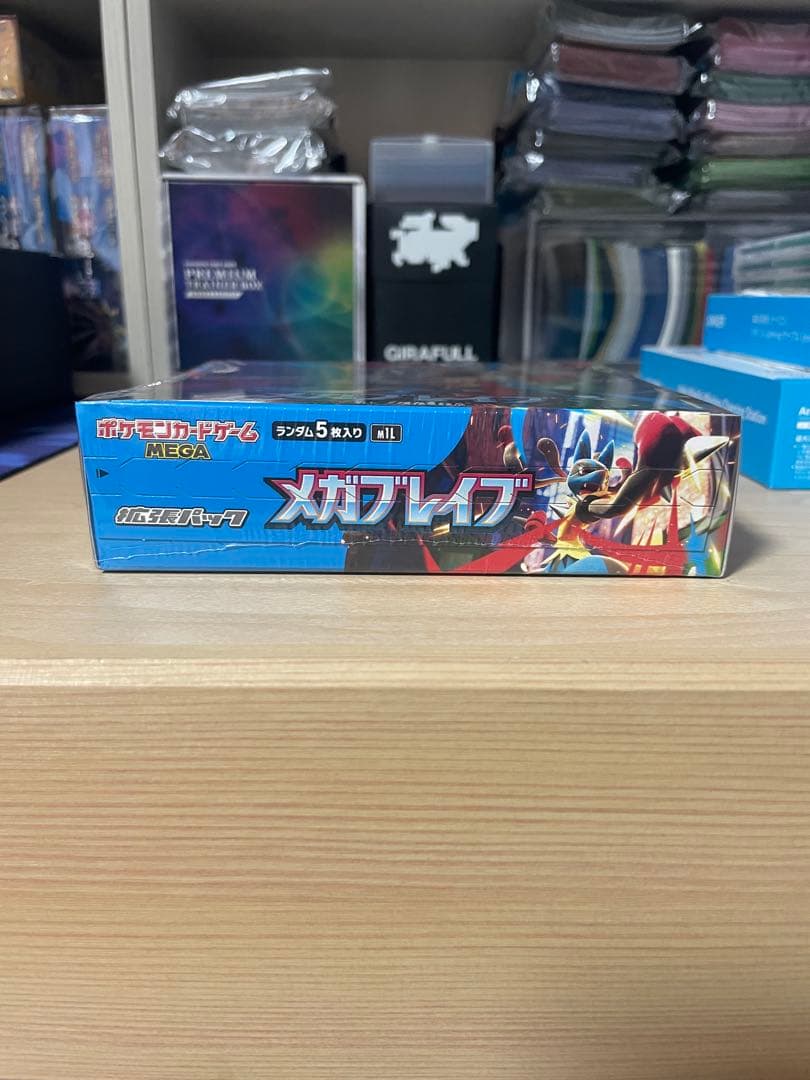 PREMIUM
TRAINER BOX
GIRAFULL
ポケモンカードゲーム
MEGA
ランダム5枚入り
M1L
拡張パック
メガブレイブ